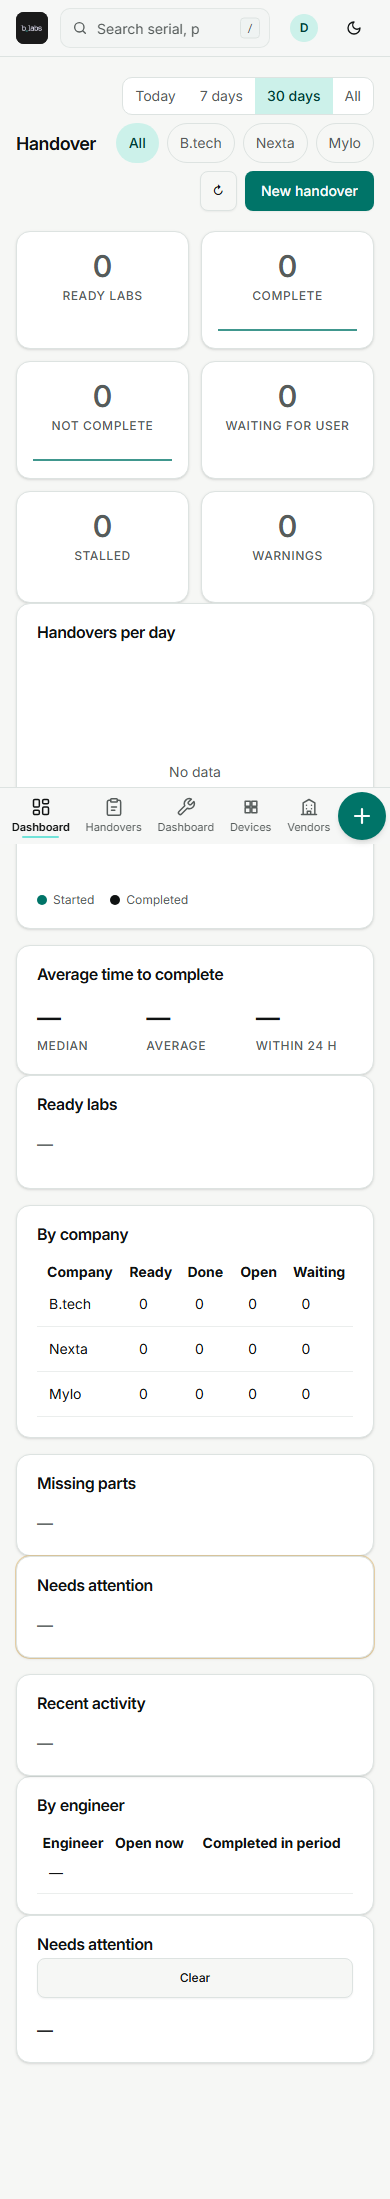 b_labs
Search serial, p
/
D
Today 7 days 30 days All
Handover
All B.tech Nexta Mylo
↻ New handover
0
READY LABS
0
COMPLETE
0
NOT COMPLETE
0
WAITING FOR USER
0
STALLED
0
WARNINGS
Handovers per day
No data
Dashboard Handovers Dashboard Devices Vendors +
Started Completed
Average time to complete
— — —
MEDIAN AVERAGE WITHIN 24 H
Ready labs
—
By company
Company Ready Done Open Waiting
B.tech 0 0 0 0
Nexta 0 0 0 0
Mylo 0 0 0 0
Missing parts
—
Needs attention
—
Recent activity
—
By engineer
Engineer Open now Completed in period
—
Needs attention
Clear
—